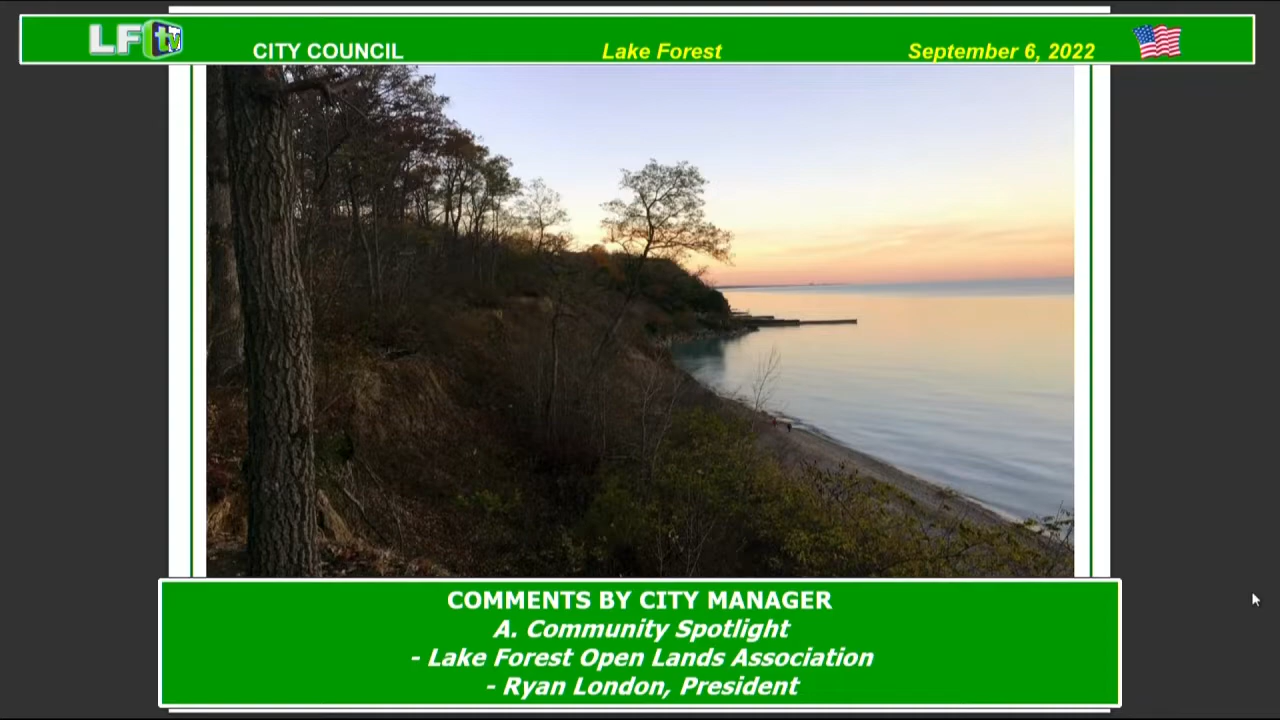 LFtv
CITY COUNCIL
Lake Forest
September 6, 2022
COMMENTS BY CITY MANAGER
A. Community Spotlight
- Lake Forest Open Lands Association
- Ryan London, President